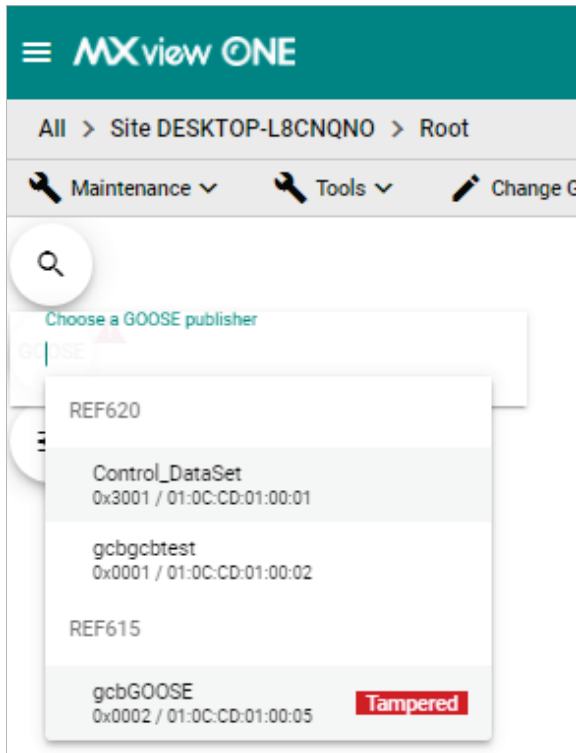 MXview ONE
All > Site DESKTOP-L8CNQNO > Root
Maintenance Tools Change G
Choose a GOOSE publisher
GOOSE
REF620
Control_DataSet
0x3001 / 01:0C:CD:01:00:01
gcbgcbtest
0x0001 / 01:0C:CD:01:00:02
REF615
gcbGOOSE Tampered
0x0002 / 01:0C:CD:01:00:05